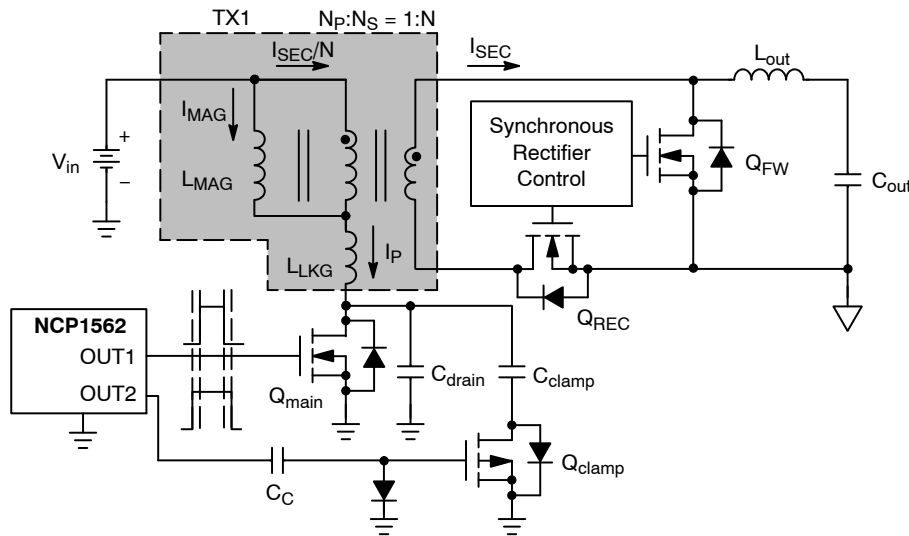 TX1
NP:NS = 1:N
ISEC/N
ISEC
Lout
IMAG
Synchronous
Rectifier
Control
+
Vin
−
LMAG
QFW
Cout
LLKG
IP
QREC
NCP1562
OUT1
OUT2
Qmain
Cdrain
Cclamp
Qclamp
CC